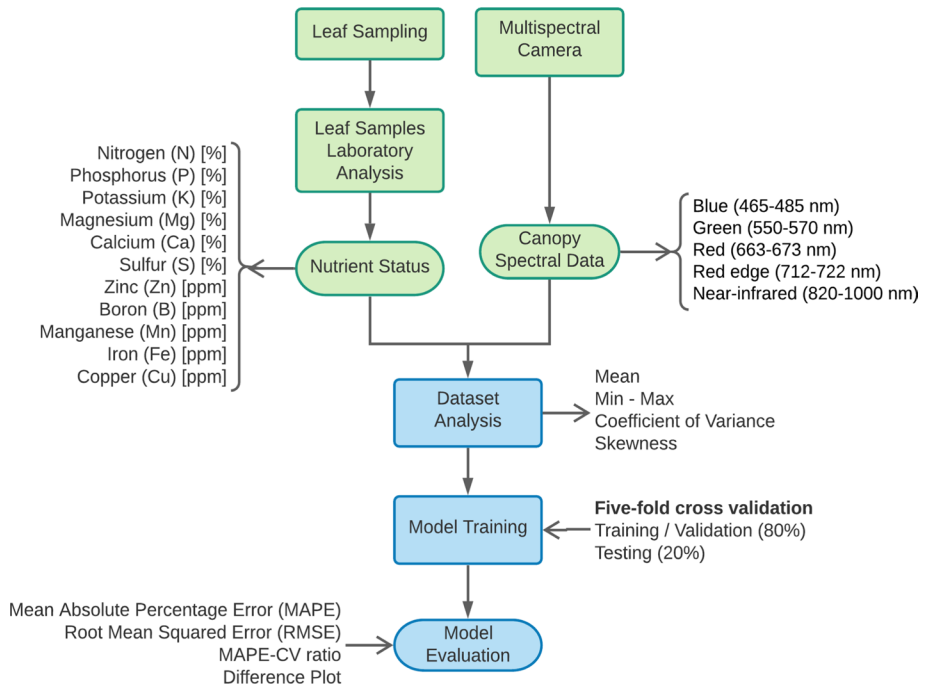 Leaf Sampling
Multispectral
Camera
Leaf Samples
Laboratory
Analysis
Nitrogen (N) [%]
Phosphorus (P) [%]
Potassium (K) [%]
Magnesium (Mg) [%]
Calcium (Ca) [%]
Sulfur (S) [%]
Zinc (Zn) [ppm]
Boron (B) [ppm]
Manganese (Mn) [ppm]
Iron (Fe) [ppm]
Copper (Cu) [ppm]
Nutrient Status
Canopy
Spectral Data
Blue (465-485 nm)
Green (550-570 nm)
Red (663-673 nm)
Red edge (712-722 nm)
Near-infrared (820-1000 nm)
Dataset
Analysis
Mean
Min - Max
Coefficient of Variance
Skewness
Model Training
Five-fold cross validation
Training / Validation (80%)
Testing (20%)
Mean Absolute Percentage Error (MAPE)
Root Mean Squared Error (RMSE)
MAPE-CV ratio
Difference Plot
Model
Evaluation